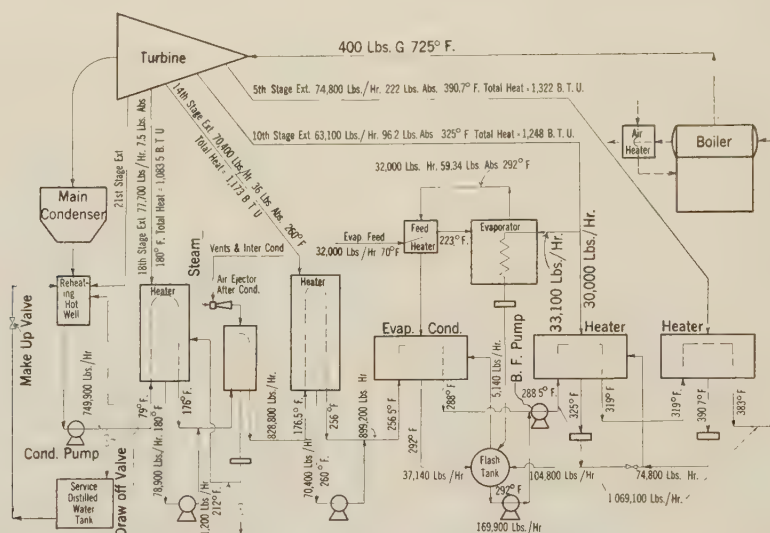 400 Lbs. G 725° F.
Turbine
5th Stage Ext. 74,800 Lbs./Hr. 222 Lbs. Abs. 390.7° F. Total Heat = 1,322 B.T.U.
10th Stage Ext 63,100 Lbs./Hr. 96.2 Lbs. Abs 325° F Total Heat = 1,248 B.T.U.
14th Stage Ext 70,400 Lbs/Hr. 36 Lbs Abs. 260° F
Total Heat = 1,173 B T U
18th Stage Ext 77,700 Lbs/Hr. 7.5 Lbs. Abs
180° F. Total Heat = 1,083 5 B T U
21st Stage Ext
Air
Heater
Boiler
32,000 Lbs. Hr. 59.34 Lbs Abs 292° F
Main
Condenser
Steam
Vents & Inter Cond
Air Ejector
After Cond.
Evap Feed
32,000 Lbs/Hr 70° F
Feed
Heater
223° F.
Evaporator
33,100 Lbs./Hr.
30,000 Lbs./Hr.
Reheat-
ing
Hot
Well
Heater
Heater
Evap. Cond.
B. F. Pump
Heater
Heater
Make Up Valve
749,900 Lbs/Hr
79° F.
180° F
176° F.
828,800 Lbs/Hr
176.5° F.
256° F
899,200 Lbs Hr
256.5° F
292° F
288° F
5,140 Lbs/Hr.
288.5° F
325° F
319° F
319° F
390.7° F
383° F
Cond. Pump
Service
Distilled
Water
Tank
Draw off Valve
78,900 Lbs/Hr.
,200 Lbs/Hr
212° F.
70,400 Lbs/Hr
260° F.
37,140 Lbs/Hr
Flash
Tank
292° F
104,800 Lbs/Hr
74,800 Lbs/Hr.
1 069,100 Lbs/Hr.
169,900 Lbs/Hr